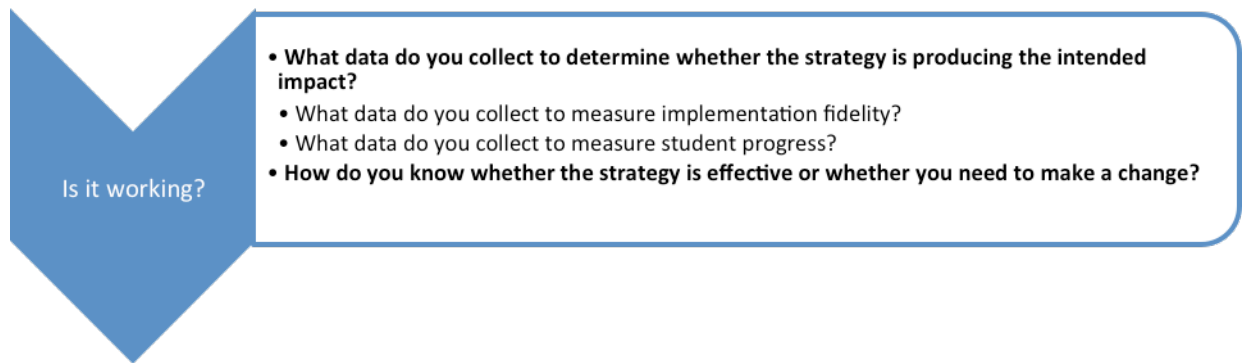 Is it working?
• What data do you collect to determine whether the strategy is producing the intended
impact?
• What data do you collect to measure implementation fidelity?
• What data do you collect to measure student progress?
• How do you know whether the strategy is effective or whether you need to make a change?